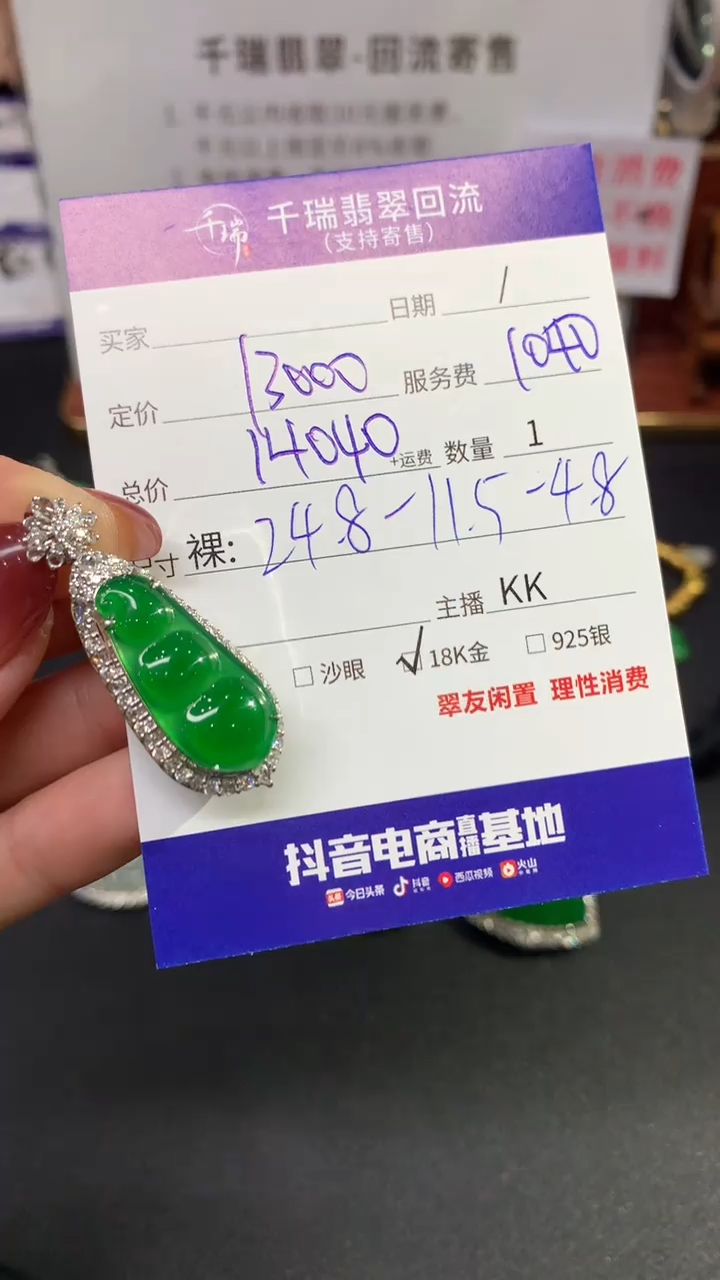 千瑞翡翠-回流寄售
千瑞
千瑞翡翠回流
(支持寄售)
买家 日期 /
定价 13000 服务费 1040
总价 14040 +运费 数量 1
尺寸 裸: 24.8-11.5-4.8
主播 KK
沙眼 18K金 925银
翠友闲置 理性消费
抖音电商直播基地
头条 今日头条 抖音 西瓜视频 火山